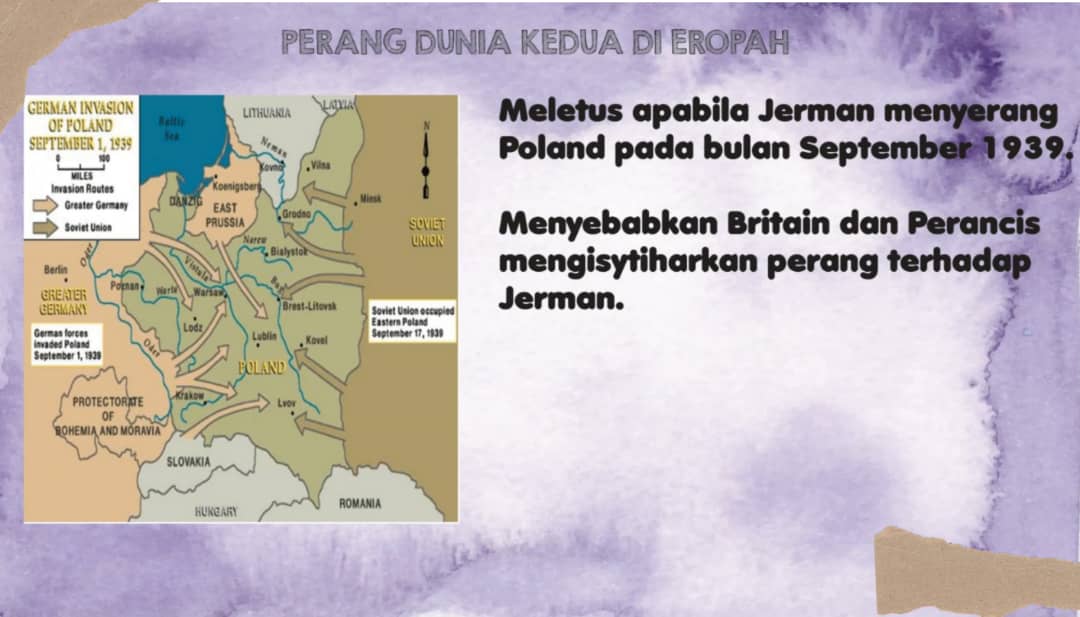 PERANG DUNIA KEDUA DI EROPAH
GERMAN INVASION
OF POLAND
SEPTEMBER 1, 1939
0 100
MILES
Invasion Routes
Greater Germany
Soviet Union
Baltic
Sea
LITHUANIA
LATVIA
Neman
Kovno
Vilna
Koenigsberg
DANZIG
EAST
PRUSSIA
Grodno
Minsk
N
SOVIET
UNION
Narew
Bialystok
Oder
Berlin
GREATER
GERMANY
Poznan
Warta
Vistula
Warsaw
Bug
Brest-Litovsk
German forces
invaded Poland
September 1, 1939
Soviet Union occupied
Eastern Poland
September 17, 1939
Lodz
Oder
Lublin
Kovel
POLAND
PROTECTORATE
OF
BOHEMIA AND MORAVIA
Krakow
Lvov
SLOVAKIA
HUNGARY
ROMANIA
Meletus apabila Jerman menyerang
Poland pada bulan September 1939.
Menyebabkan Britain dan Perancis
mengisytiharkan perang terhadap
Jerman.